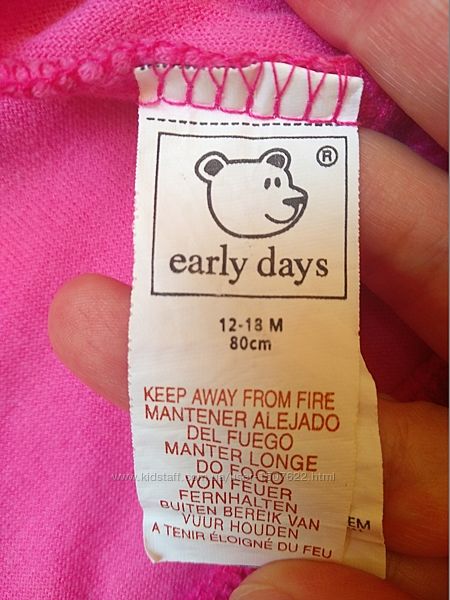 ®
early days
12-18 M
80cm
KEEP AWAY FROM FIRE
MANTENER ALEJADO
DEL FUEGO
MANTER LONGE
DO FOGO
VON FEUER
FERNHALTEN
BUITEN BEREIK VAN
VUUR HOUDEN
EM
A TENIR ÉLOIGNÉ DU FEU